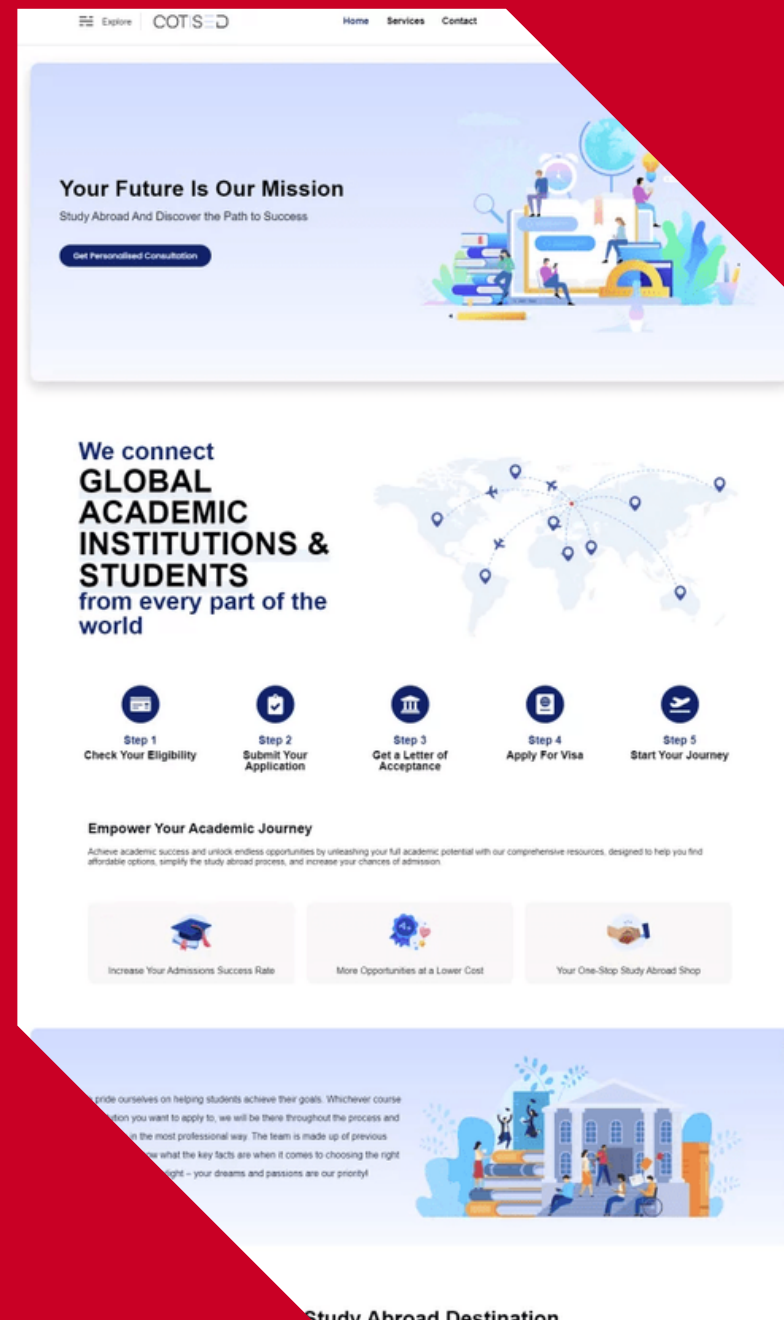 Explore COTISED Home Services Contact
Your Future Is Our Mission
Study Abroad And Discover the Path to Success
Get Personalised Consultation
We connect
GLOBAL
ACADEMIC
INSTITUTIONS &
STUDENTS
from every part of the
world
Step 1
Check Your Eligibility
Step 2
Submit Your
Application
Step 3
Get a Letter of
Acceptance
Step 4
Apply For Visa
Step 5
Start Your Journey
Empower Your Academic Journey
Achieve academic success and unlock endless opportunities by unleashing your full academic potential with our comprehensive resources, designed to help you find
affordable options, simplify the study abroad process, and increase your chances of admission.
Increase Your Admissions Success Rate
More Opportunities at a Lower Cost
Your One-Stop Study Abroad Shop
pride ourselves on helping students achieve their goals. Whichever course
you want to apply to, we will be there throughout the process and
in the most professional way. The team is made up of previous
what the key facts are when it comes to choosing the right
– your dreams and passions are our priority!
Study Abroad Destination